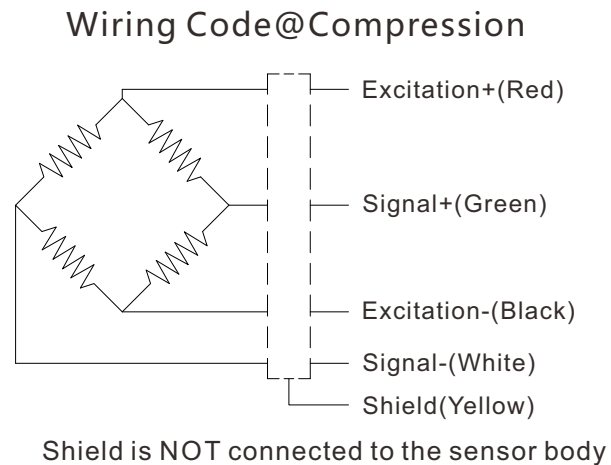 Wiring Code@Compression
Excitation+(Red)
Signal+(Green)
Excitation-(Black)
Signal-(White)
Shield(Yellow)
Shield is NOT connected to the sensor body